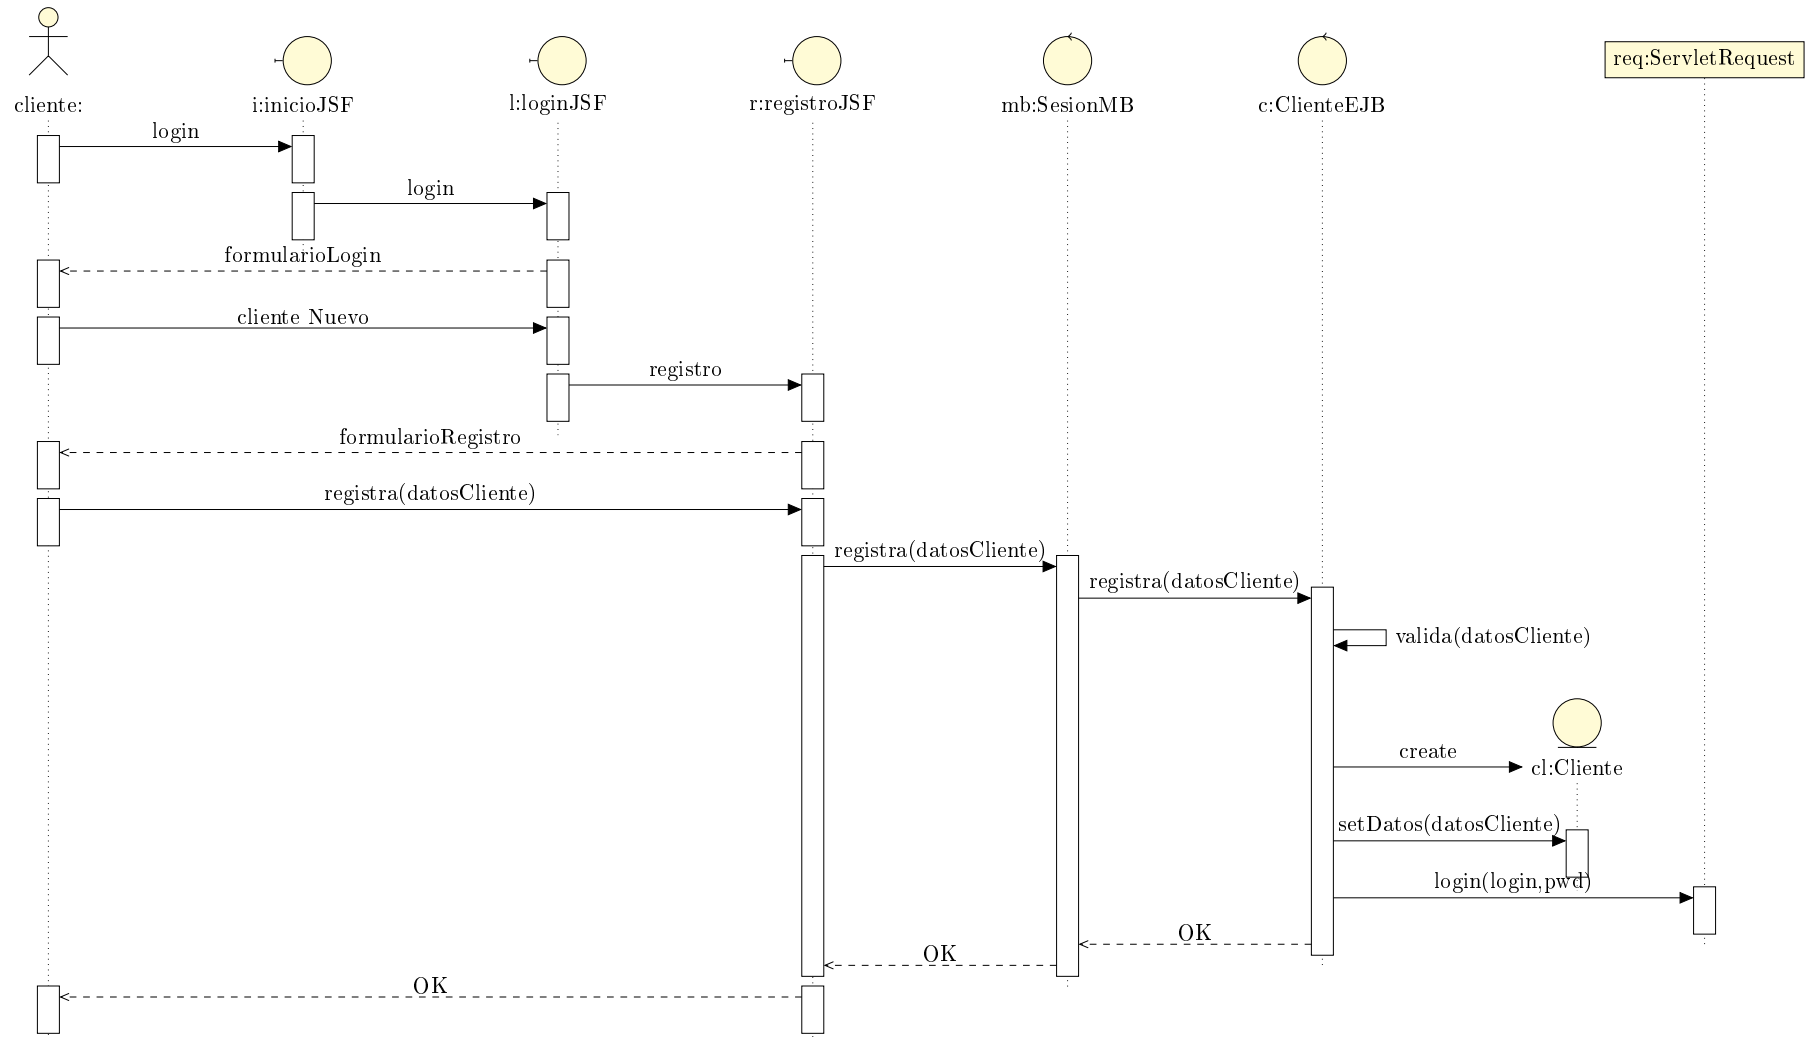 req:ServletRequest
cliente:
i:inicioJSF
l:loginJSF
r:registroJSF
mb:SesionMB
c:ClienteEJB
login
login
formularioLogin
cliente Nuevo
registro
formularioRegistro
registra(datosCliente)
registra(datosCliente)
registra(datosCliente)
valida(datosCliente)
create
cl:Cliente
setDatos(datosCliente)
login(login,pwd)
OK
OK
OK